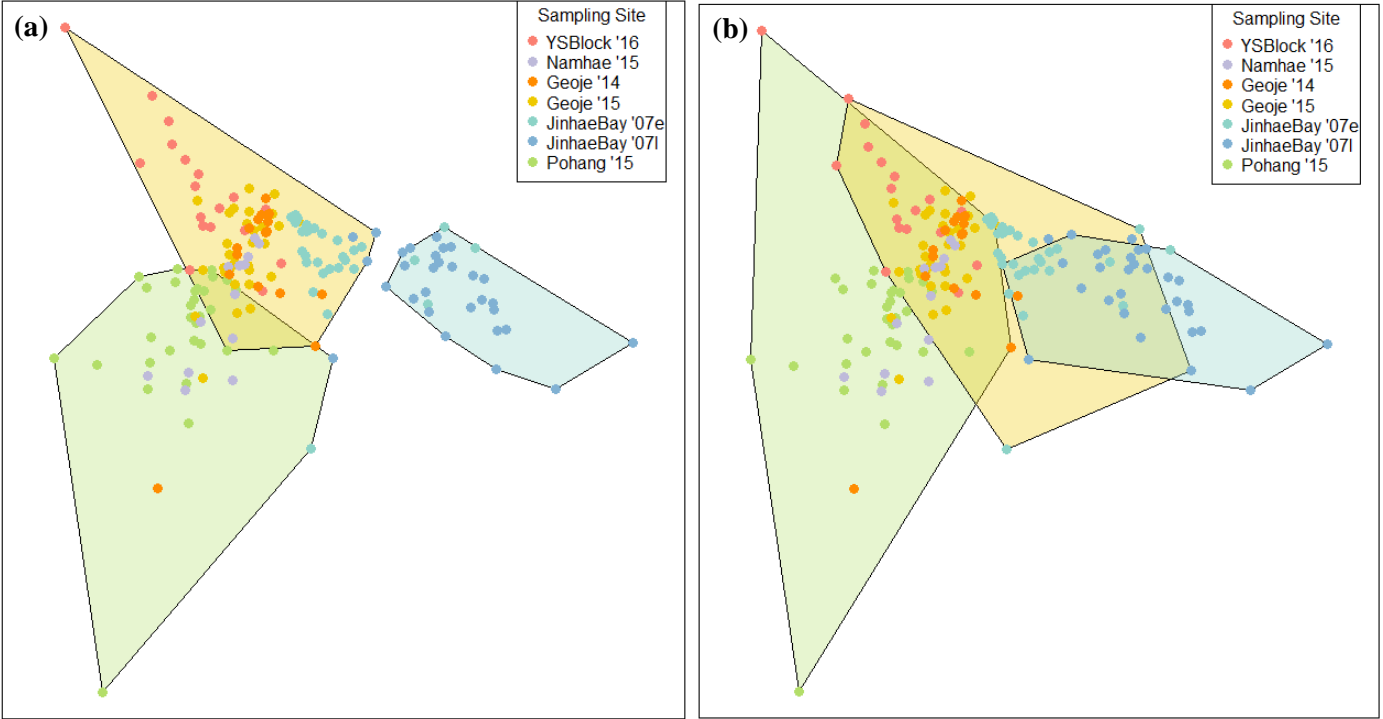 (a)
Sampling Site
YSBlock '16
Namhae '15
Geoje '14
Geoje '15
JinhaeBay '07e
JinhaeBay '07l
Pohang '15
(b)
Sampling Site
YSBlock '16
Namhae '15
Geoje '14
Geoje '15
JinhaeBay '07e
JinhaeBay '07l
Pohang '15